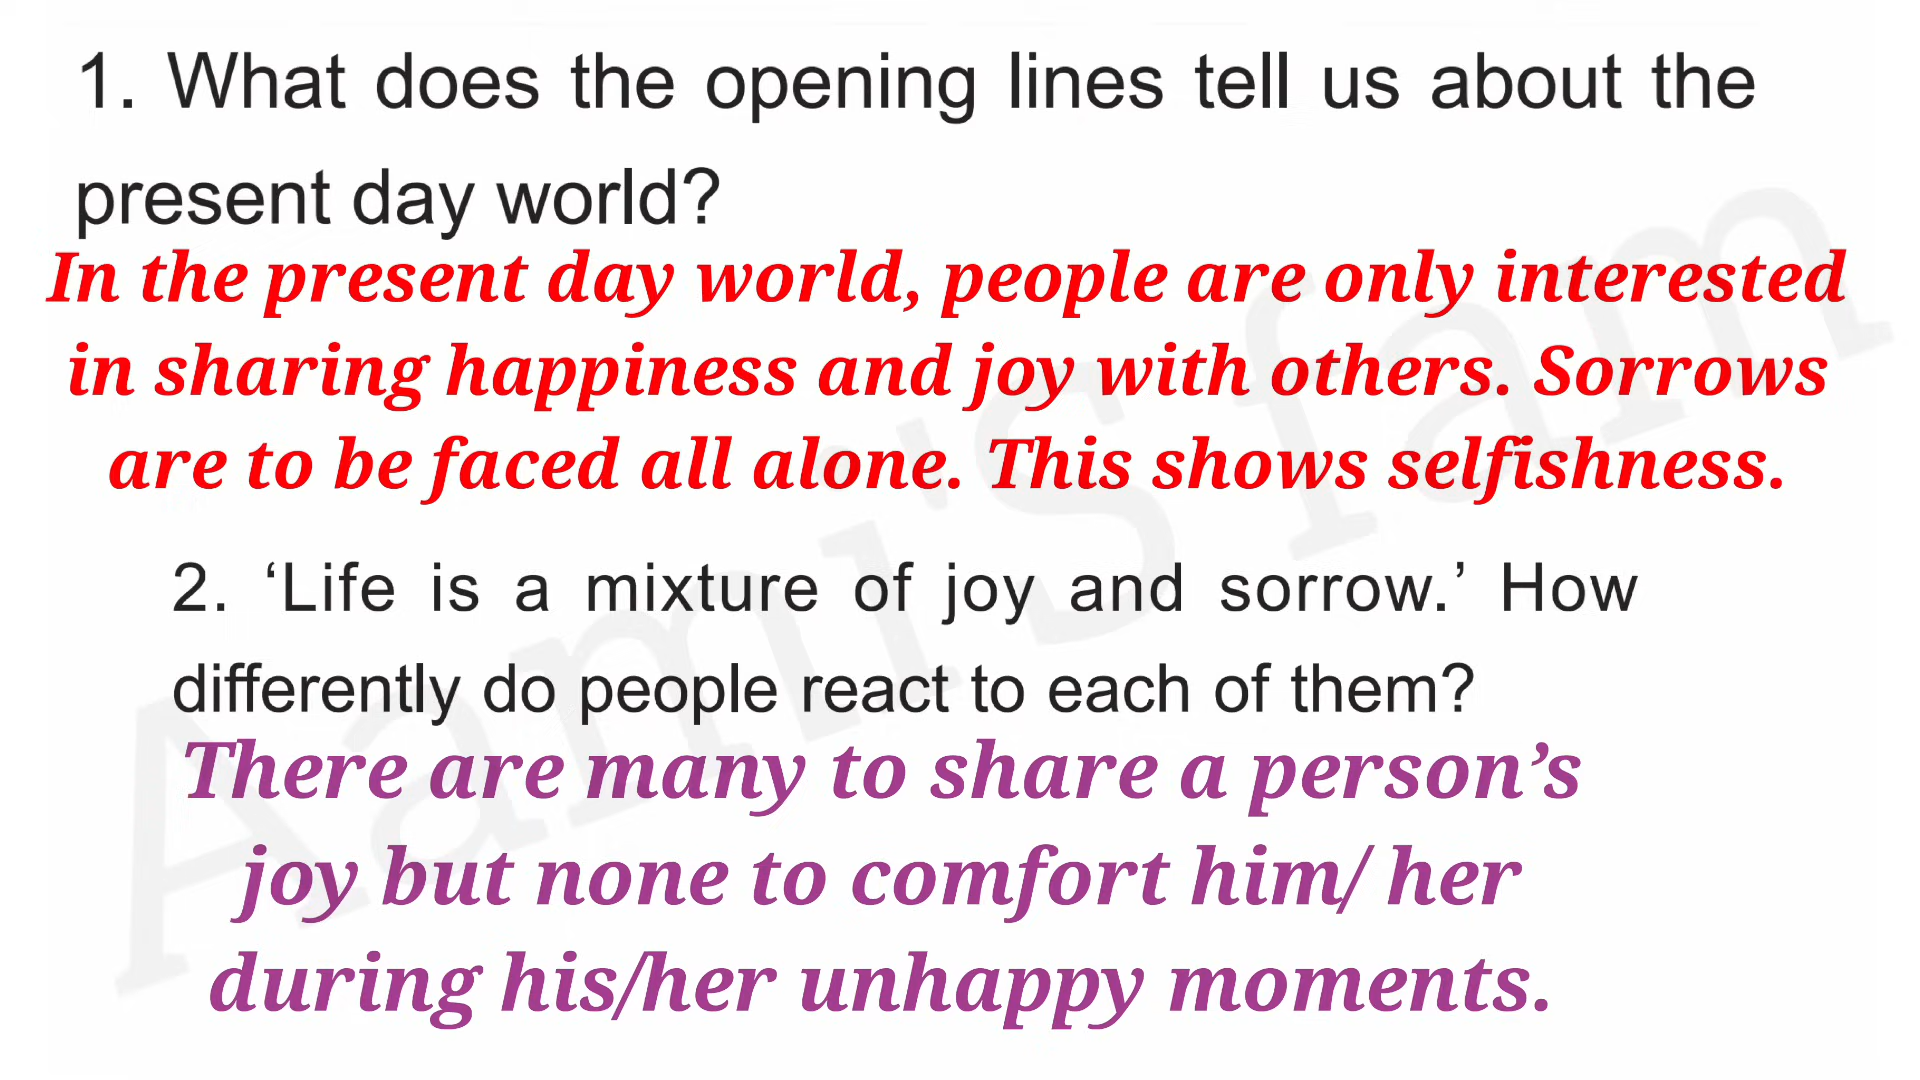 1. What does the opening lines tell us about the
present day world?
In the present day world, people are only interested
in sharing happiness and joy with others. Sorrows
are to be faced all alone. This shows selfishness.
2. ‘Life is a mixture of joy and sorrow.’ How
differently do people react to each of them?
There are many to share a person’s
joy but none to comfort him/ her
during his/her unhappy moments.
Aami'S fam